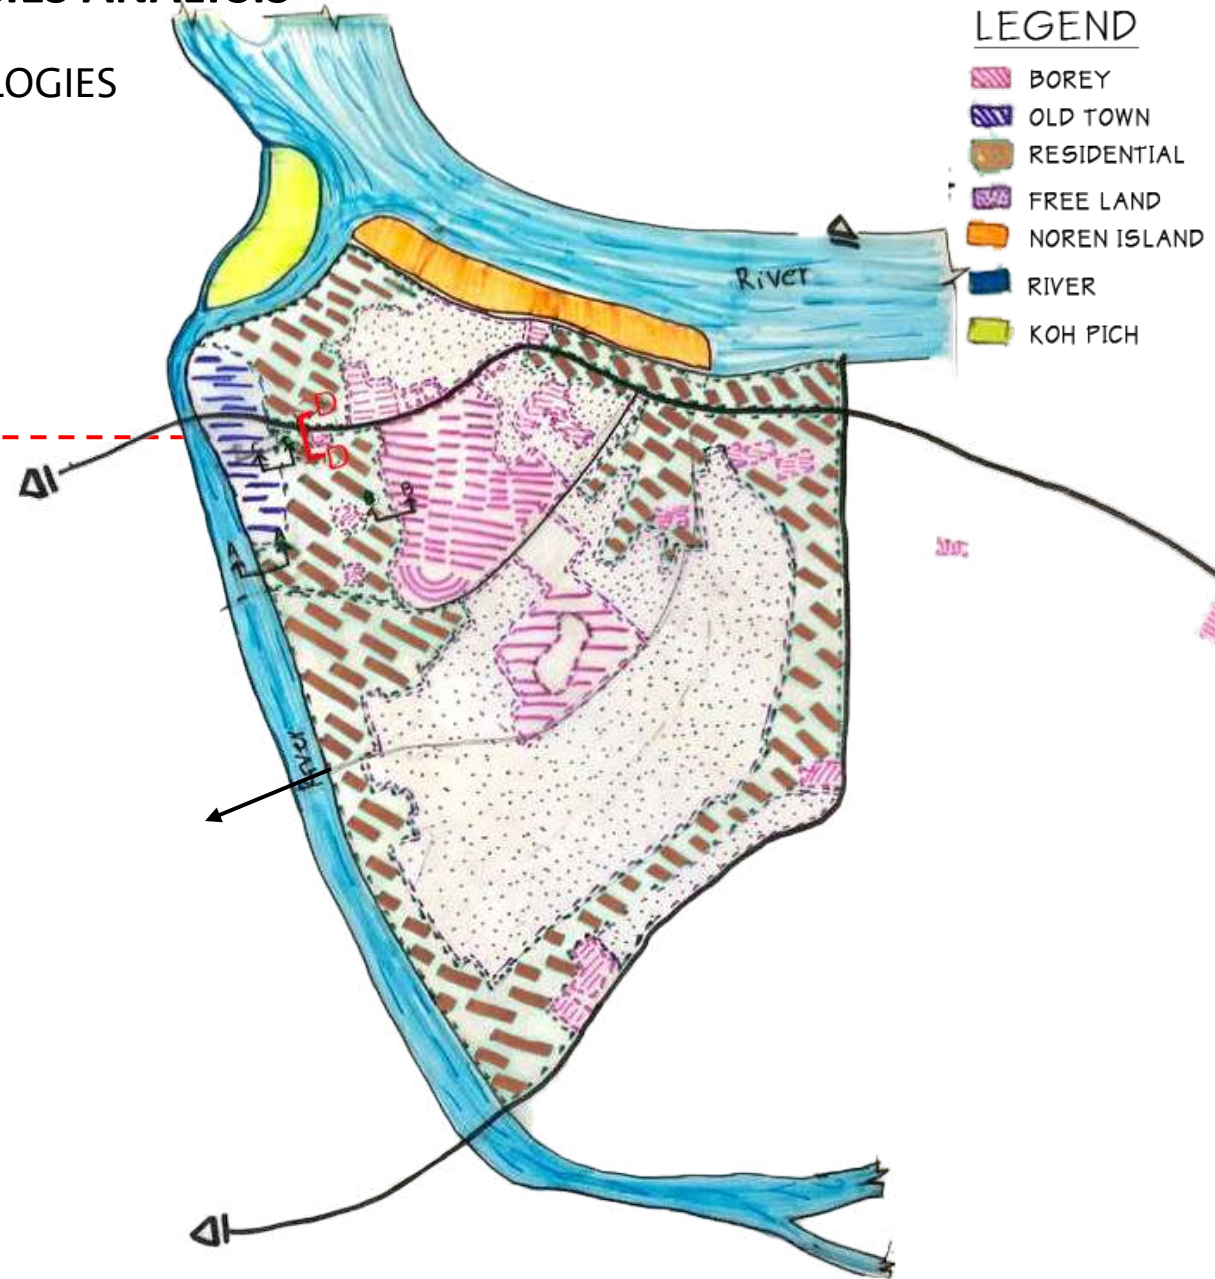 LOGIES
LEGEND
BOREY
OLD TOWN
RESIDENTIAL
FREE LAND
NOREN ISLAND
RIVER
KOH PICH
River
D
D
B
A
River